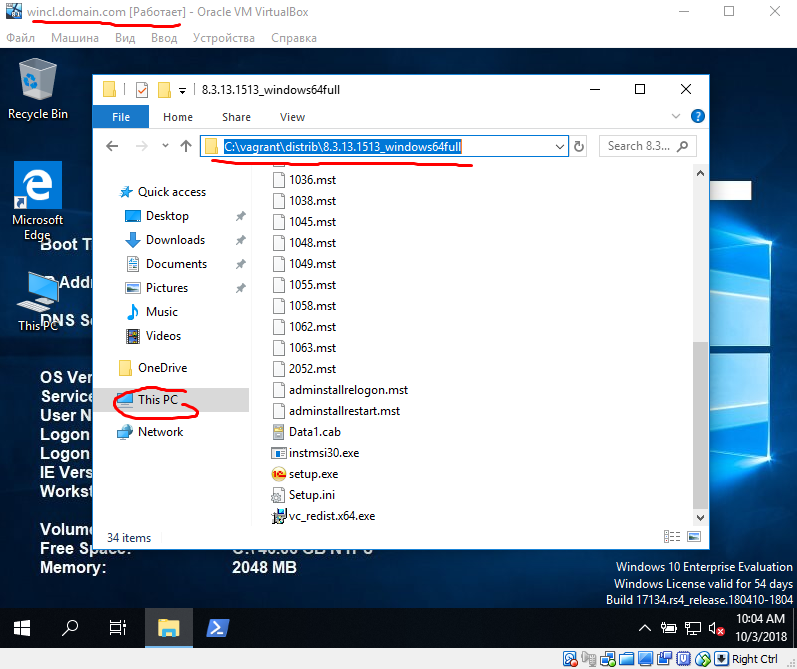 wincl.domain.com [Работает] - Oracle VM VirtualBox
Файл Машина Вид Ввод Устройства Справка
Recycle Bin
Microsoft
Edge
This PC
8.3.13.1513_windows64full
File Home Share View
C:\vagrant\distrib\8.3.13.1513_windows64full
Search 8.3...
Quick access
Desktop
Downloads
Documents
Pictures
Music
Videos
OneDrive
This PC
Network
1036.mst
1038.mst
1045.mst
1048.mst
1049.mst
1055.mst
1058.mst
1062.mst
1063.mst
2052.mst
adminstallrelogon.mst
adminstallrestart.mst
Data1.cab
instmsi30.exe
setup.exe
Setup.ini
vc_redist.x64.exe
34 items
Boot T
DNS Se
OS Ver
Service
User N
Logon
Logon
IE Vers
Workst
Volume
Free Space:
Memory: 2048 MB
Windows 10 Enterprise Evaluation
Windows License valid for 54 days
Build 17134.rs4_release.180410-1804
10:04 AM
10/3/2018
Right Ctrl